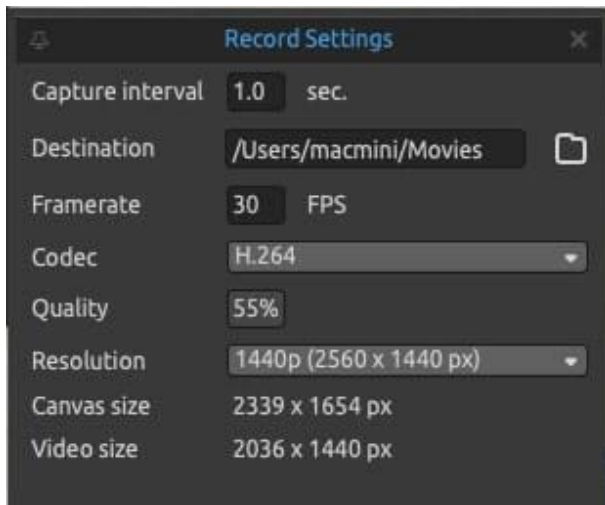 Record Settings
Capture interval 1.0 sec.
Destination /Users/macmini/Movies
Framerate 30 FPS
Codec H.264
Quality 55%
Resolution 1440p (2560 x 1440 px)
Canvas size 2339 x 1654 px
Video size 2036 x 1440 px